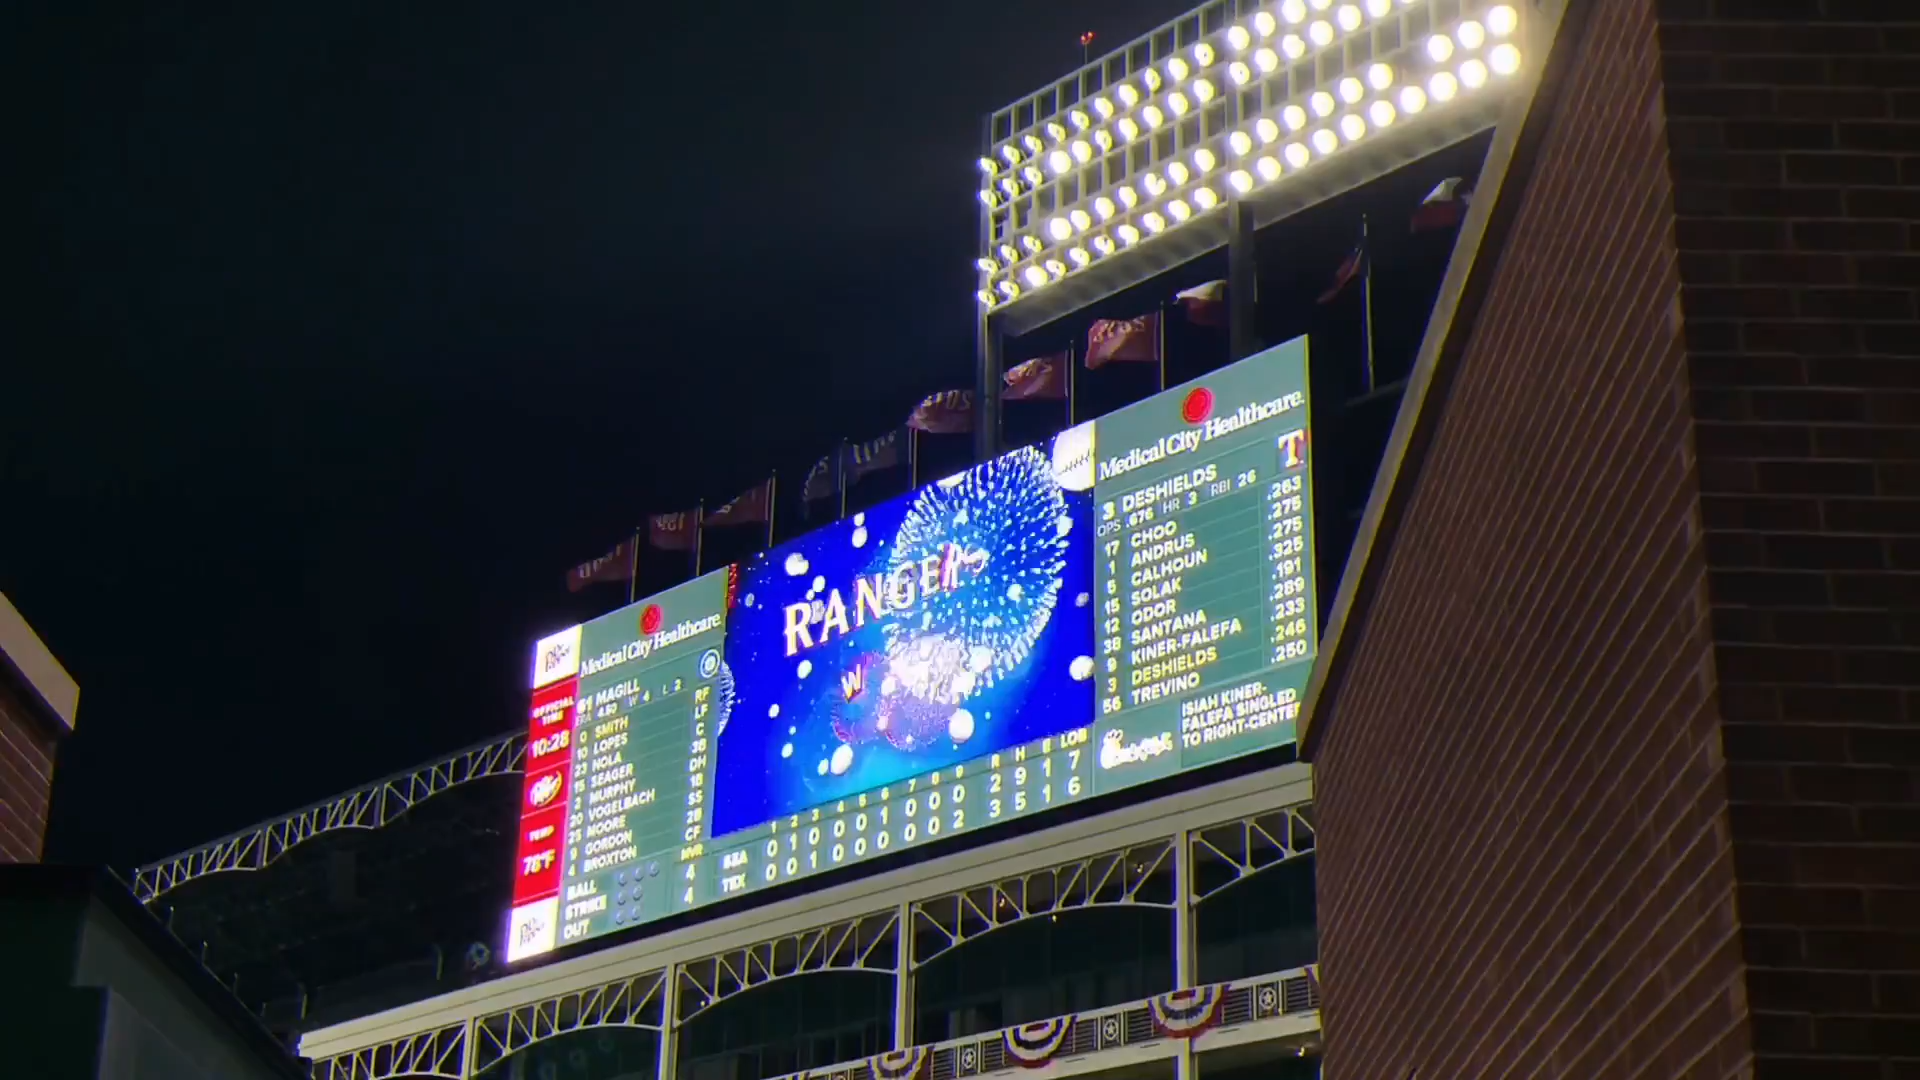 Medical City Healthcare.
T
3 DESHIELDS
OPS .676 HR 3 RBI 26 .263
17 CHOO .275
1 ANDRUS .275
5 CALHOUN .325
15 SOLAK .191
12 ODOR .289
38 SANTANA .233
9 KINER-FALEFA .246
3 DESHIELDS .250
56 TREVINO
ISIAH KINER-
FALEFA SINGLED
TO RIGHT-CENTER
RANGERS
W
Medical City Healthcare.
61 MAGILL
ERA 4.50 W 4 L 2
0 SMITH RF
10 LOPES LF
23 NOLA C
15 SEAGER 3B
2 MURPHY DH
20 VOGELBACH 1B
25 MOORE SS
9 GORDON 2B
4 BROXTON CF
MVR
BALL 4
STRIKE 4
OUT
OFFICIAL
TIME
10:28
TEMP
78°F
1 2 3 4 5 6 7 8 9 R H E LOB
SEA 0 1 0 0 0 1 0 0 0 2 9 1 7
TEX 0 0 1 0 0 0 0 0 2 3 5 1 6